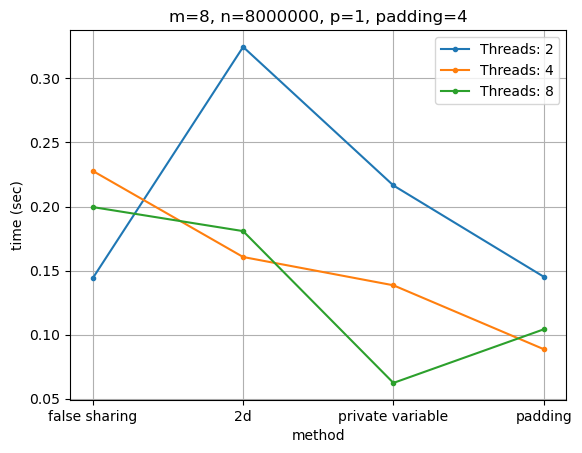 m=8, n=8000000, p=1, padding=4
Threads: 2
Threads: 4
Threads: 8
time (sec)
0.30
0.25
0.20
0.15
0.10
0.05
false sharing 2d private variable padding
method